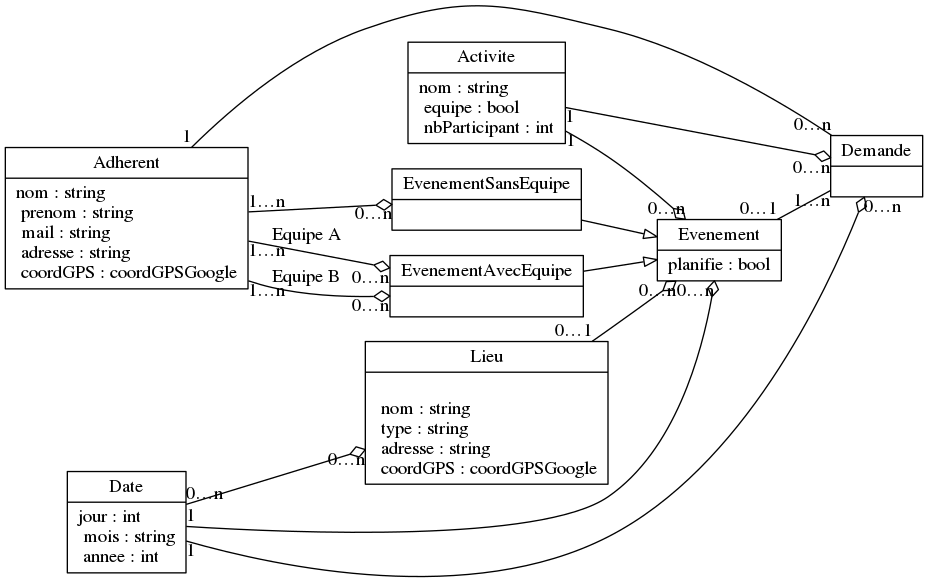 Activite
nom : string
equipe : bool
nbParticipant : int
1
1
1
0...n
0...n
Demande
Adherent
nom : string
prenom : string
mail : string
adresse : string
coordGPS : coordGPSGoogle
EvenementSansEquipe
1...n
0...n
0...n
0...1
1...n
0...n
Evenement
planifie : bool
Equipe A
1...n
0...n
EvenementAvecEquipe
Equipe B
1...n
0...n
0...n
0...n
0...1
Lieu
nom : string
type : string
adresse : string
coordGPS : coordGPSGoogle
0...n
0...n
Date
jour : int
mois : string
annee : int
1
1